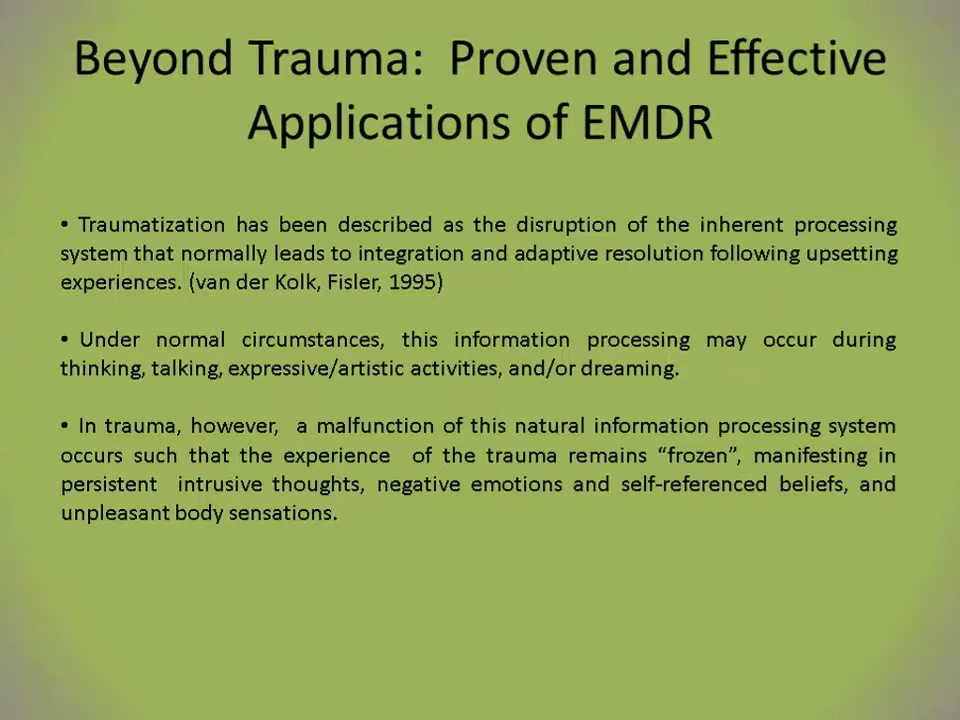 Beyond Trauma:  Proven and Effective
Applications of EMDR
• Traumatization has been described as the disruption of the inherent processing
system that normally leads to integration and adaptive resolution following upsetting
experiences. (van der Kolk, Fisler, 1995)
• Under normal circumstances, this information processing may occur during
thinking, talking, expressive/artistic activities, and/or dreaming.
• In trauma, however,  a malfunction of this natural information processing system
occurs such that the experience  of the trauma remains “frozen”, manifesting in
persistent  intrusive thoughts, negative emotions and self-referenced beliefs, and
unpleasant body sensations.